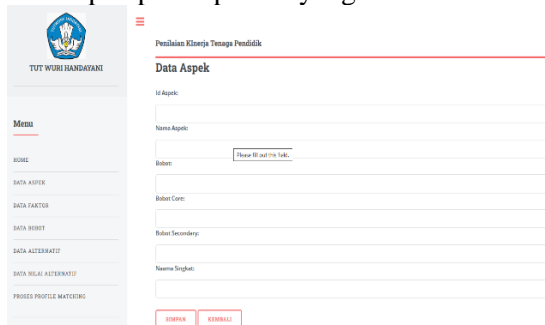 TUT WURI HANDAYANI
Menu
HOME
DATA ASPEK
DATA FAKTOR
DATA BOBOT
DATA ALTERNATIF
DATA NILAI ALTERNATIF
PROSES PROFILE MATCHING
Penilaian KInerja Tenaga Pendidik
Data Aspek
Id Aspek:
Nama Aspek:
Please fill out this field.
Bobot:
Bobot Core:
Bobot Secondary:
Naama Singkat:
SIMPAN KEMBALI